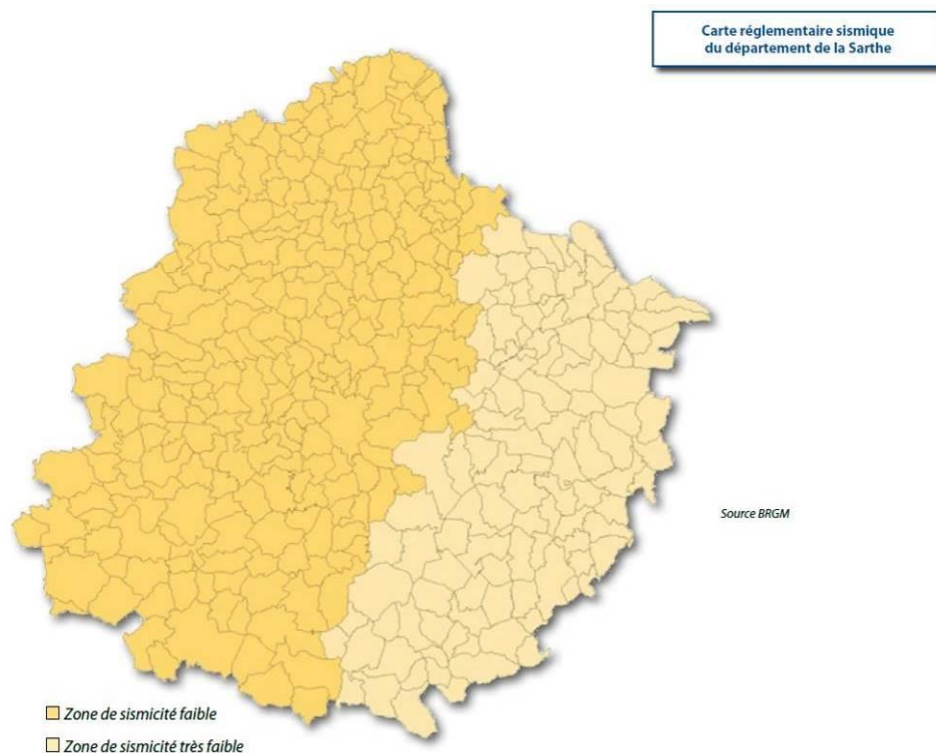 Carte réglementaire sismique
du département de la Sarthe
Source BRGM
Zone de sismicité faible
Zone de sismicité très faible